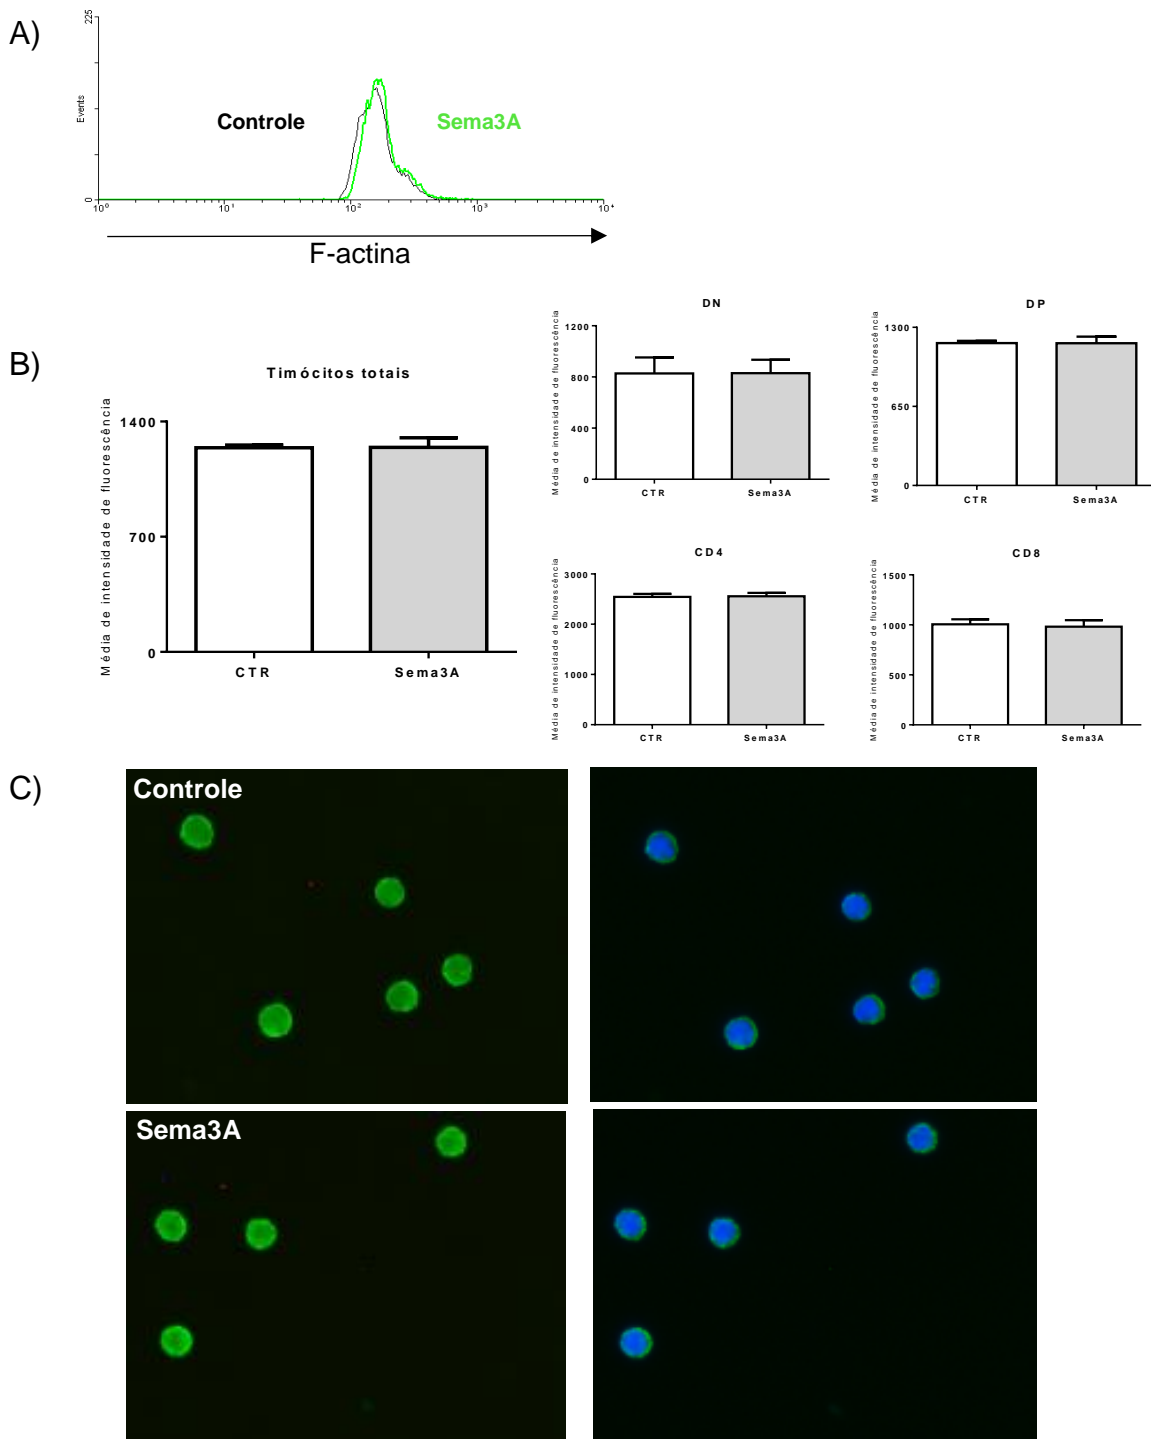 A)
225
Events
0
Controle
Sema3A
10⁰ 10¹ 10² 10³ 10⁴
F-actina
B)
Timócitos totais
Média de intensidade de fluorescência
1400
700
0
CTR Sema3A
DN
Média de intensidade de fluorescência
1200
800
400
0
CTR Sema3A
DP
Média de intensidade de fluorescência
1300
650
0
CTR Sema3A
CD4
Média de intensidade de fluorescência
3000
2000
1000
0
CTR Sema3A
CD8
Média de intensidade de fluorescência
1500
1000
500
0
CTR Sema3A
C)
Controle
Sema3A